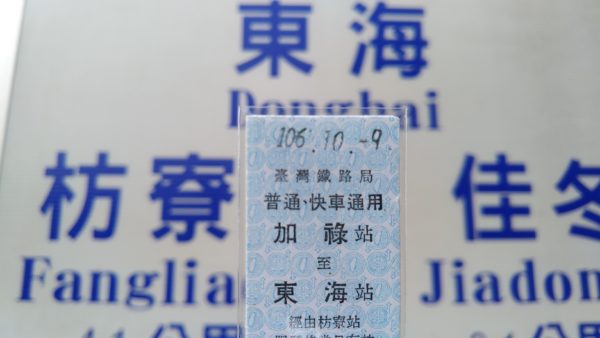 東海
Donghai
枋寮
佳冬
Jiadon
106.10.-9
臺灣鐵路局
普通、快車通用
加祿站
至
東海站
經由枋寮站